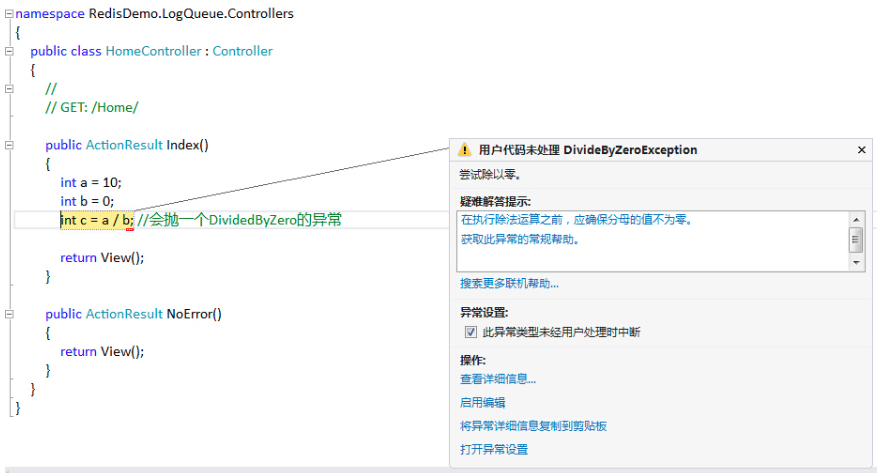 namespace RedisDemo.LogQueue.Controllers
{
public class HomeController : Controller
{
//
// GET: /Home/
public ActionResult Index()
{
int a = 10;
int b = 0;
int c = a / b; //会抛一个DividedByZero的异常
return View();
}
public ActionResult NoError()
{
return View();
}
}
}
用户代码未处理 DivideByZeroException
尝试除以零。
疑难解答提示:
在执行除法运算之前，应确保分母的值不为零。
获取此异常的常规帮助。
搜索更多联机帮助...
异常设置:
此异常类型未经用户处理时中断
操作:
查看详细信息...
启用编辑
将异常详细信息复制到剪贴板
打开异常设置